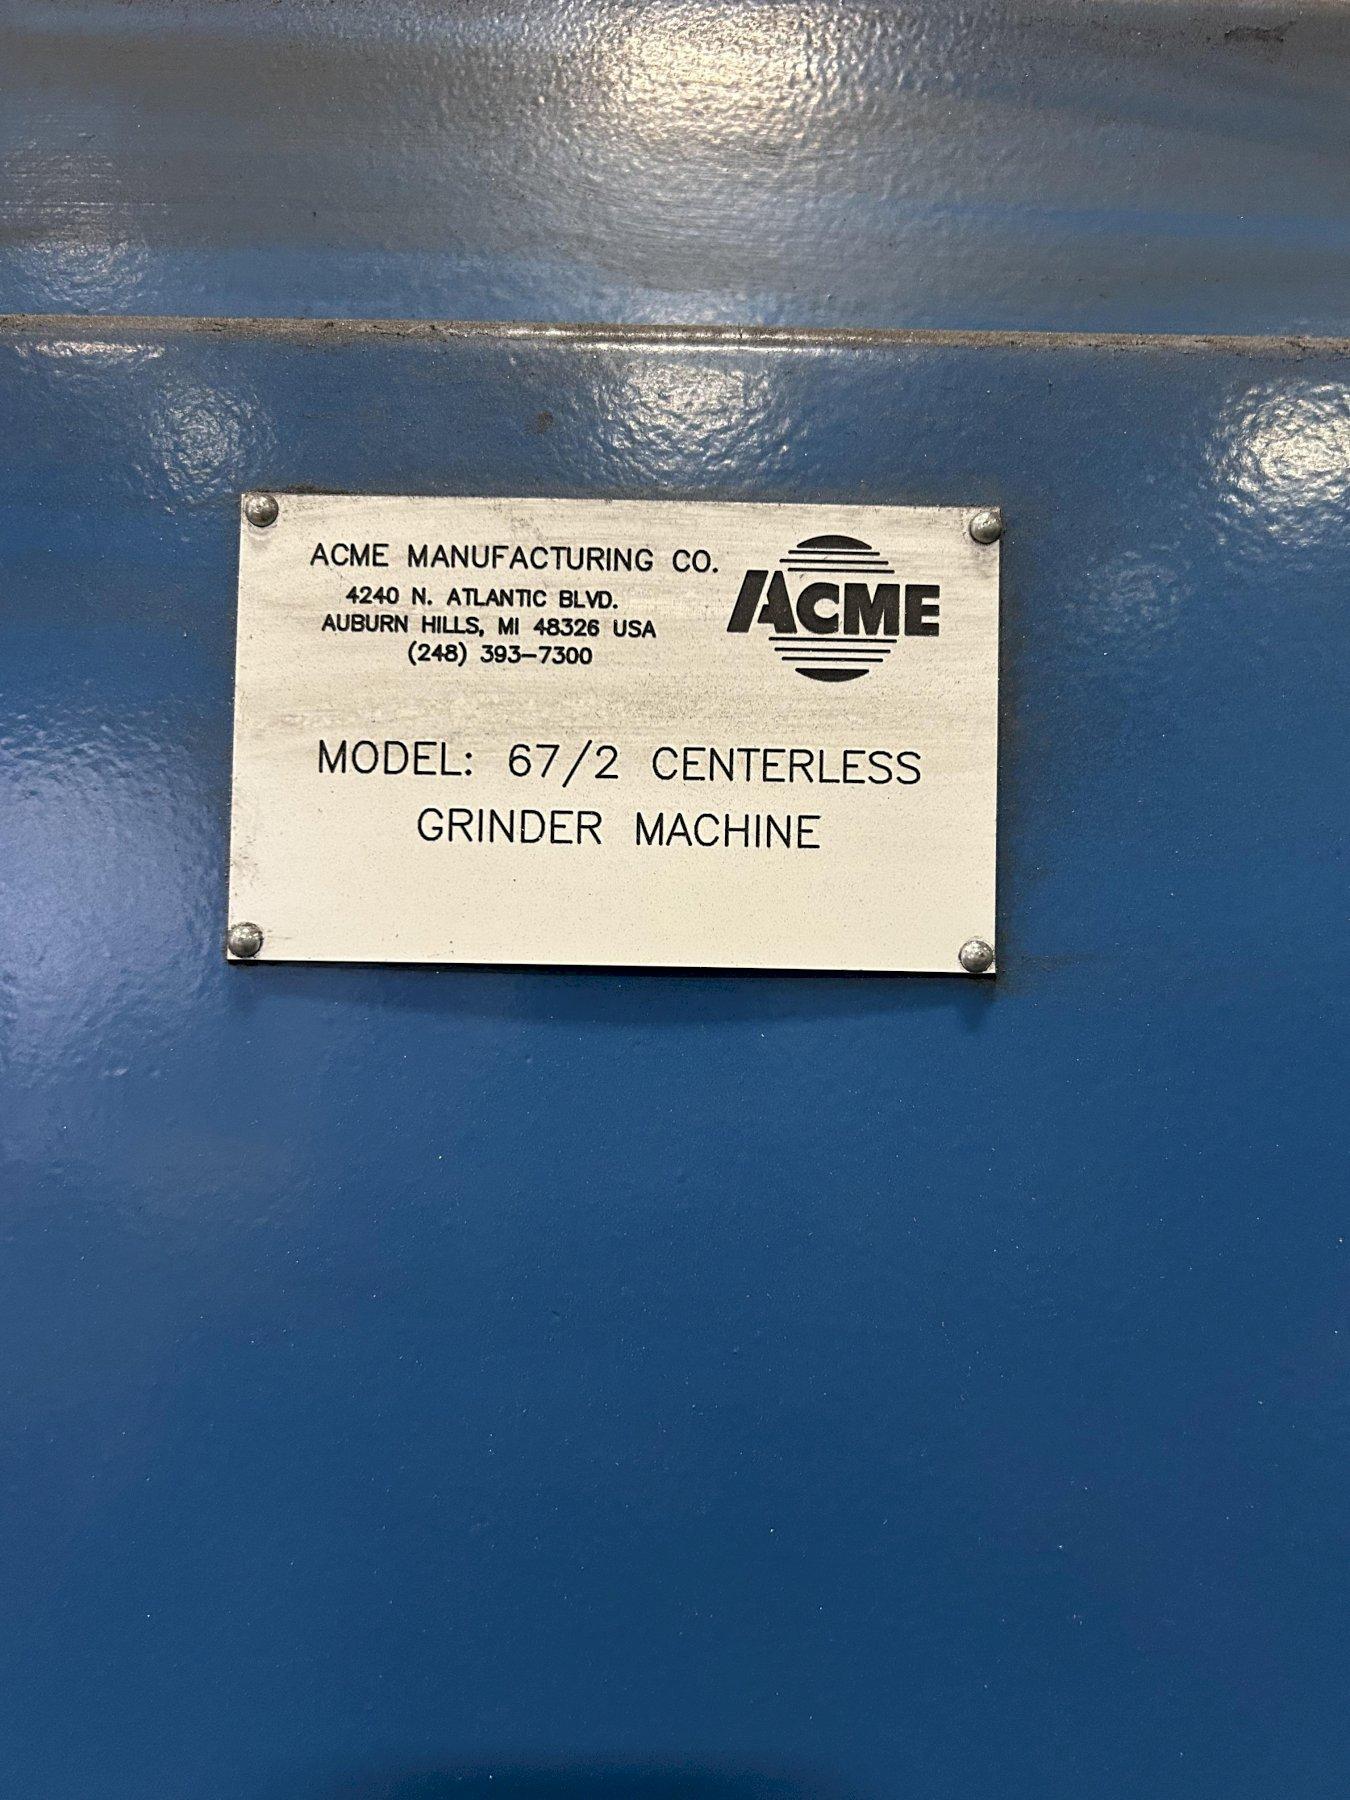 ACME MANUFACTURING CO.
4240 N. ATLANTIC BLVD.
AUBURN HILLS, MI 48326 USA
(248) 393-7300
ACME
MODEL: 67/2 CENTERLESS
GRINDER MACHINE